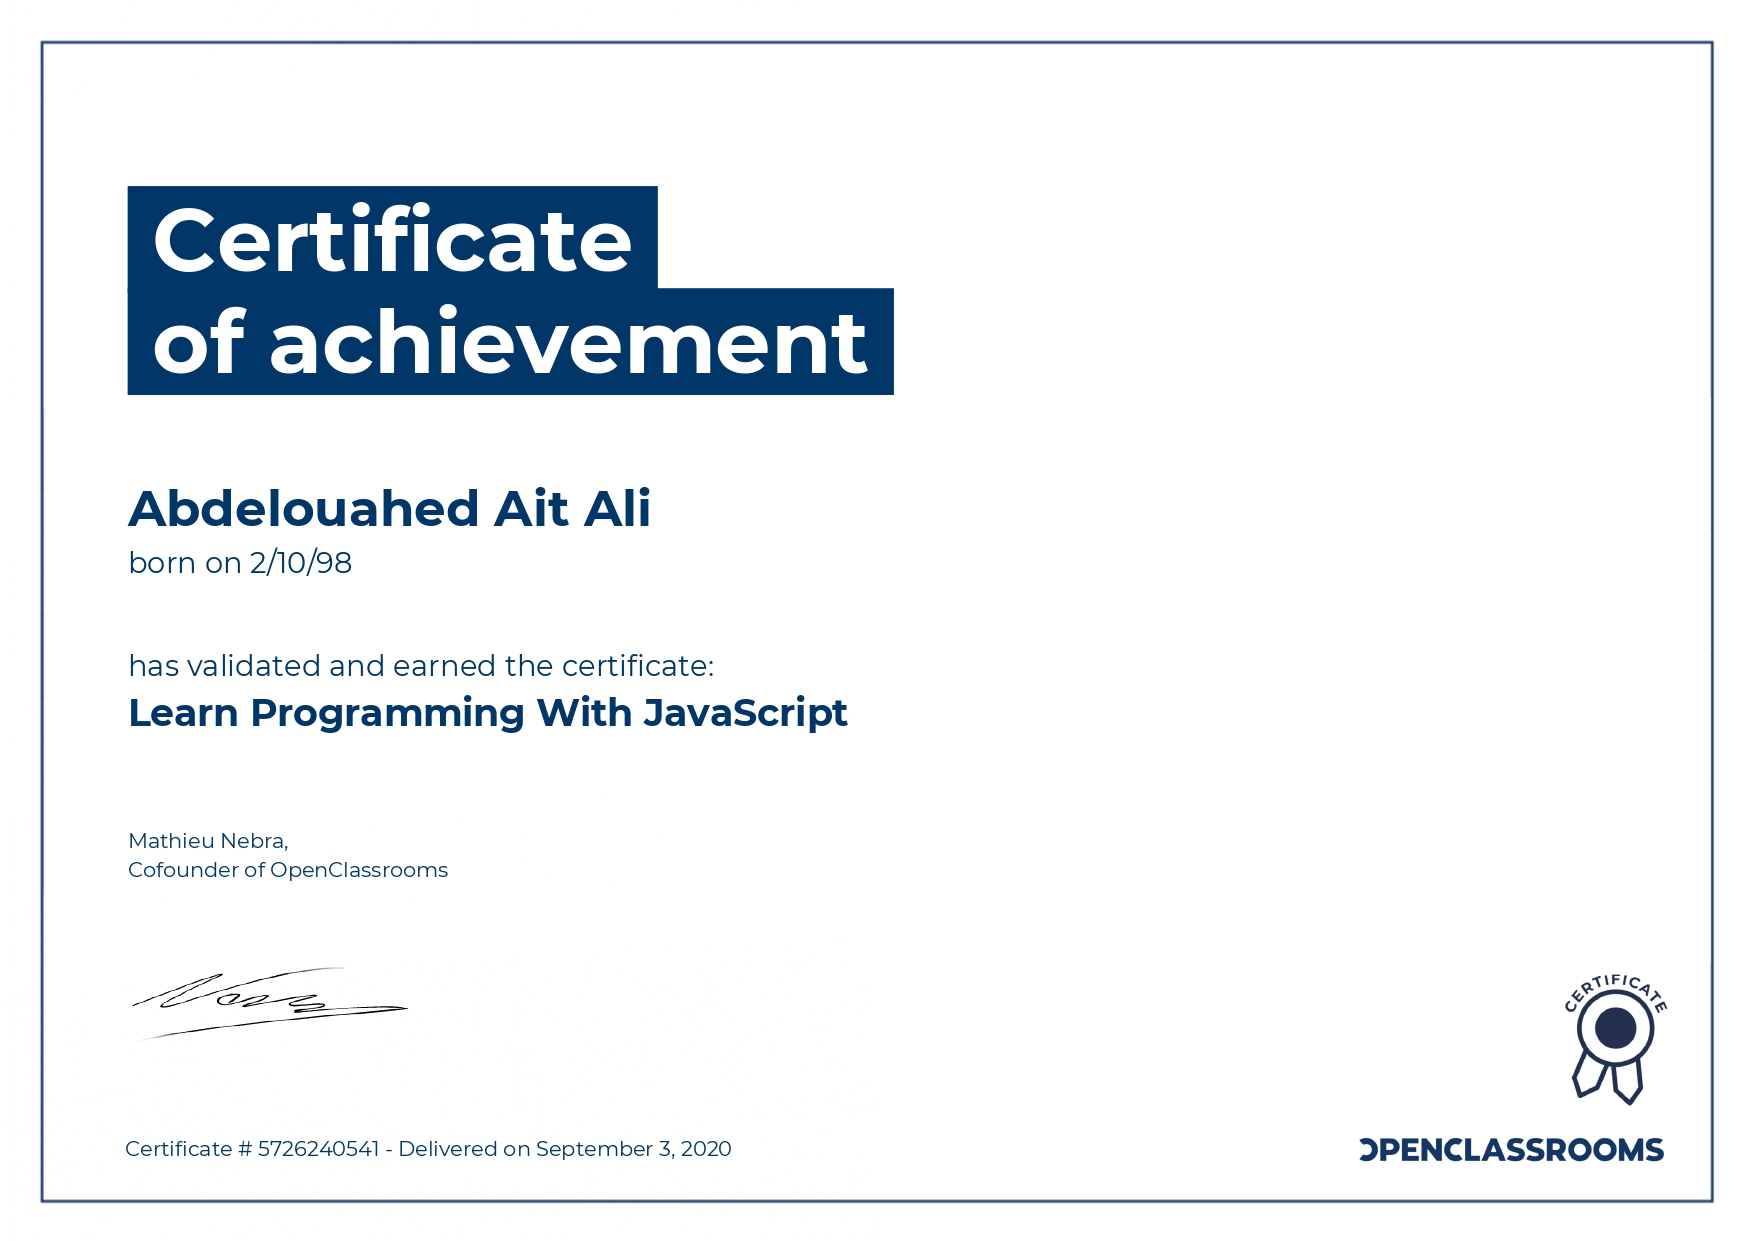 Certificate
of achievement
Abdelouahed Ait Ali
born on 2/10/98
has validated and earned the certificate:
Learn Programming With JavaScript
Mathieu Nebra,
Cofounder of OpenClassrooms
CERTIFICATE
Certificate # 5726240541 - Delivered on September 3, 2020
OPENCLASSROOMS